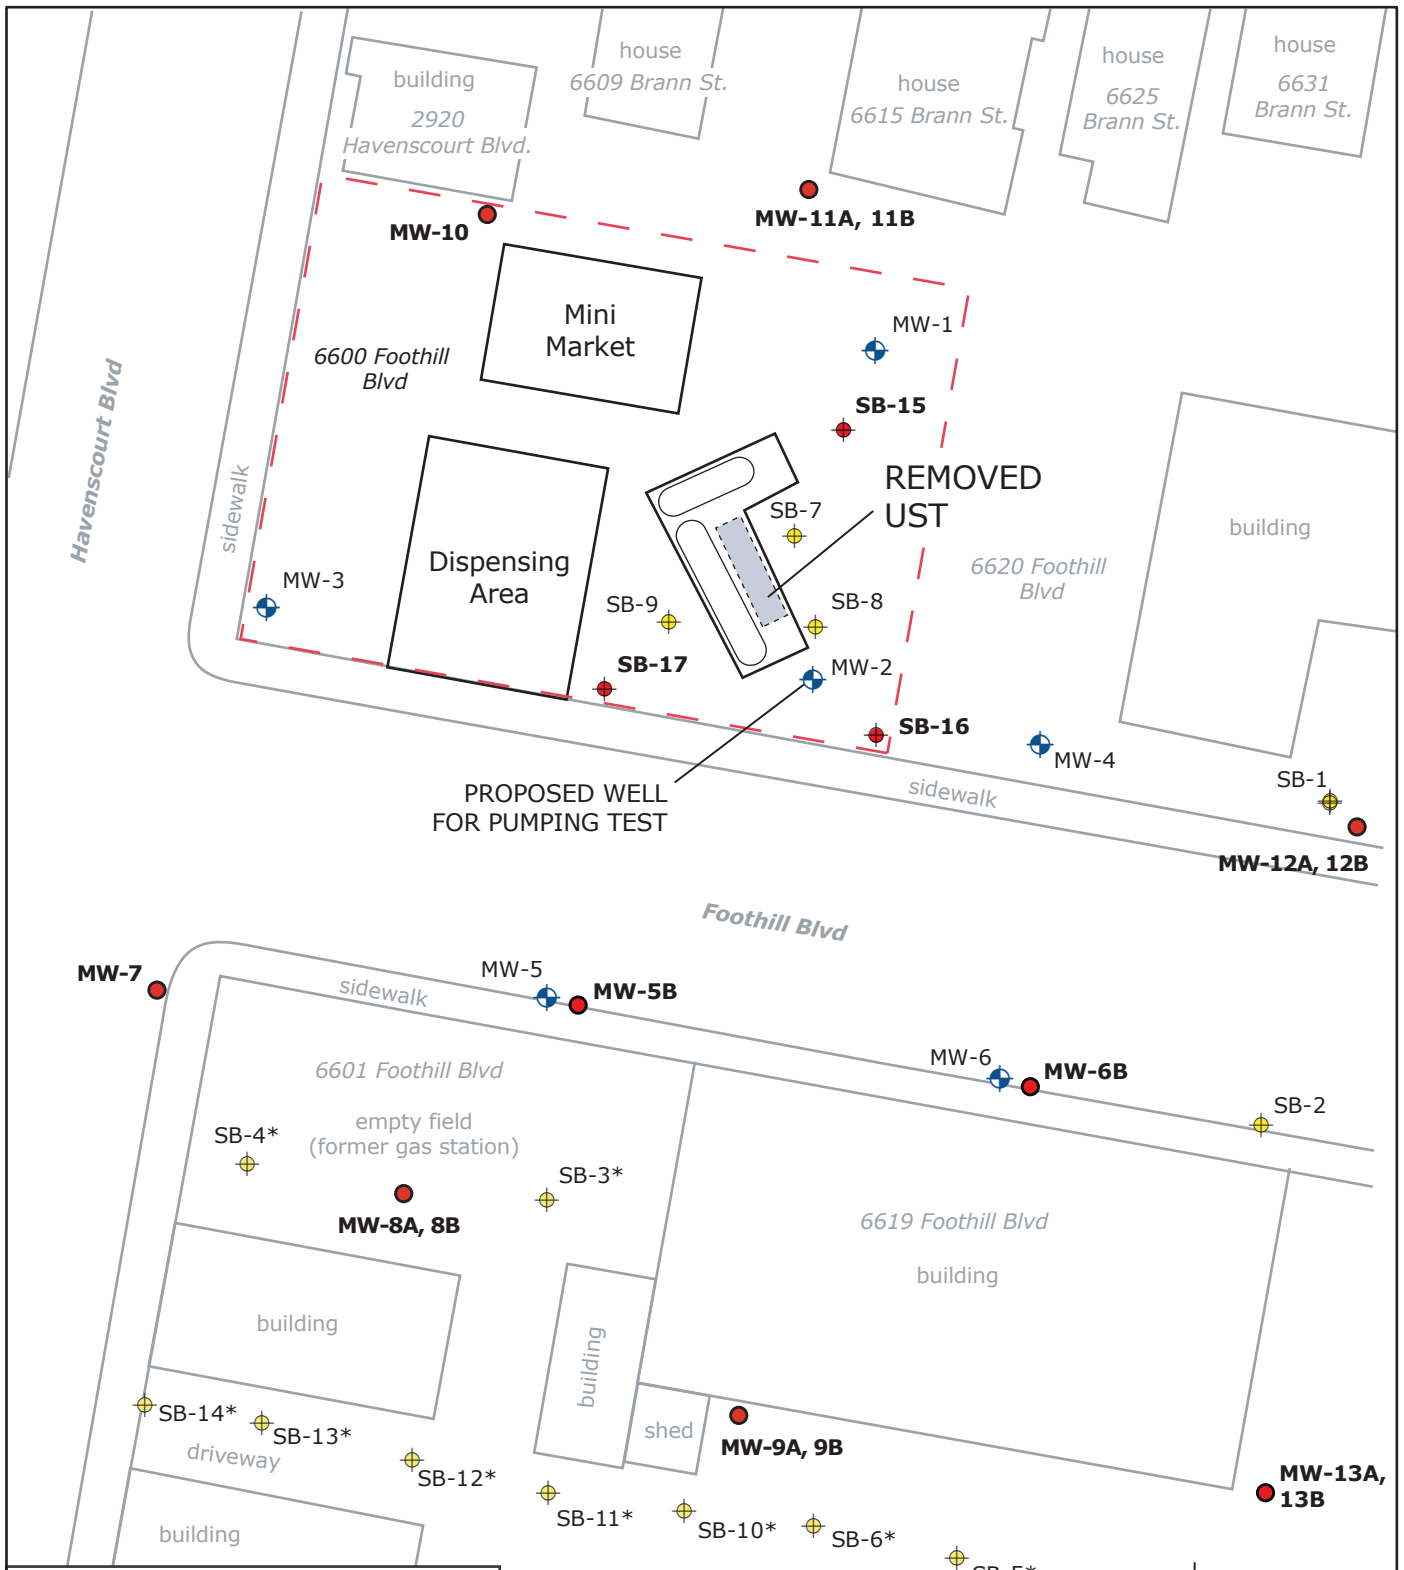 house
6609 Brann St.
building
2920
Havenscourt Blvd.
house
6615 Brann St.
house
6625
Brann St.
house
6631
Brann St.
MW-10
MW-11A, 11B
Mini
Market
MW-1
6600 Foothill
Blvd
SB-15
Havenscourt Blvd
sidewalk
REMOVED
UST
SB-7
building
Dispensing
Area
6620 Foothill
Blvd
MW-3
SB-9
SB-8
SB-17
MW-2
SB-16
MW-4
SB-1
PROPOSED WELL
FOR PUMPING TEST
sidewalk
MW-12A, 12B
Foothill Blvd
MW-7
MW-5
sidewalk
MW-5B
MW-6
MW-6B
6601 Foothill Blvd
SB-2
empty field
(former gas station)
SB-4*
SB-3*
MW-8A, 8B
6619 Foothill Blvd
building
building
building
SB-14*
SB-13*
shed
MW-9A, 9B
driveway
SB-12*
MW-13A,
13B
SB-11*
SB-10*
SB-6*
building
SB-5*